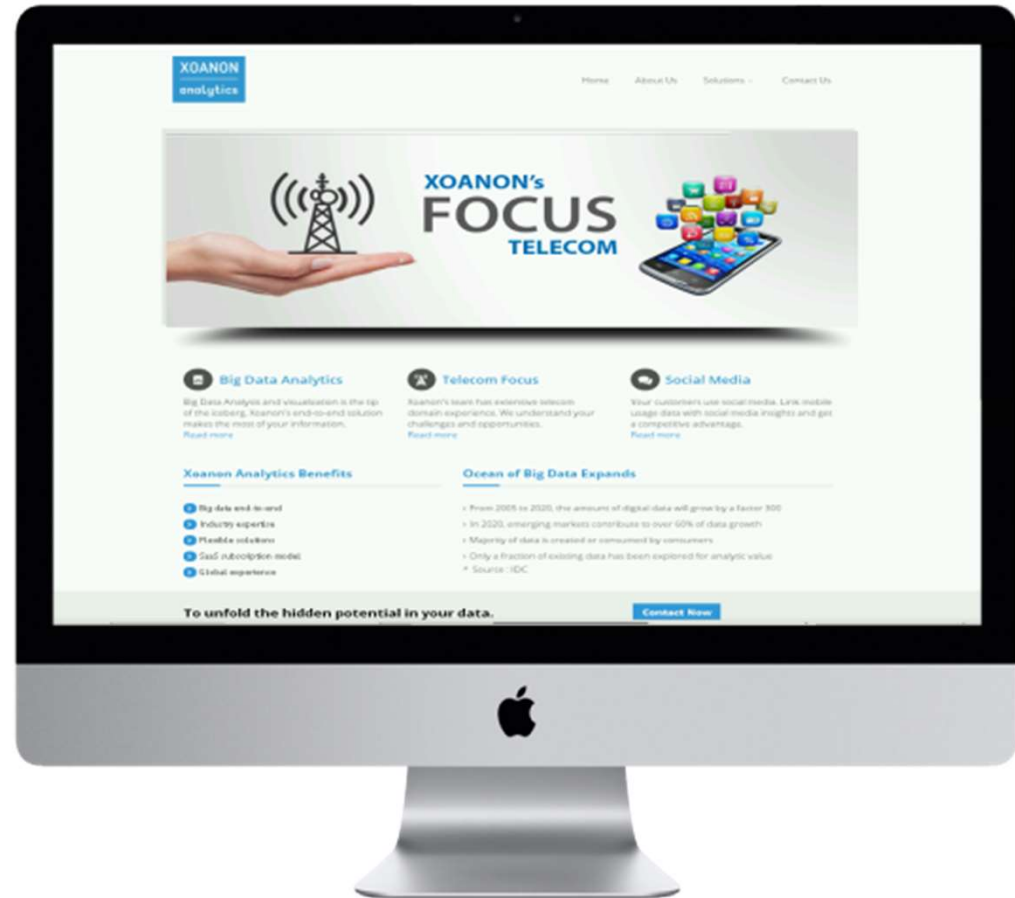 XOANON
analytics
Home About Us Solutions Contact Us
XOANON's
FOCUS
TELECOM
Big Data Analytics Telecom Focus Social Media
Big Data Analysis and visualization is the tip Xoanon's team has extensive telecom Your customers use social media. Link mobile
of the iceberg, Xoanon's end-to-end solution domain experience. We understand your usage data with social media insights and get
makes the most of your information. challenges and opportunities. a competitive advantage.
Read more Read more Read more
Xoanon Analytics Benefits Ocean of Big Data Expands
Big data end-to-end From 2005 to 2020, the amount of digital data will grow by a factor 300
Industry expertise In 2020, emerging markets contribute to over 60% of data growth
Flexible solutions Majority of data is created or consumed by consumers
SaaS subscription model Only a fraction of existing data has been explored for analytic value
Global experience * Source : IDC
To unfold the hidden potential in your data. Contact Now